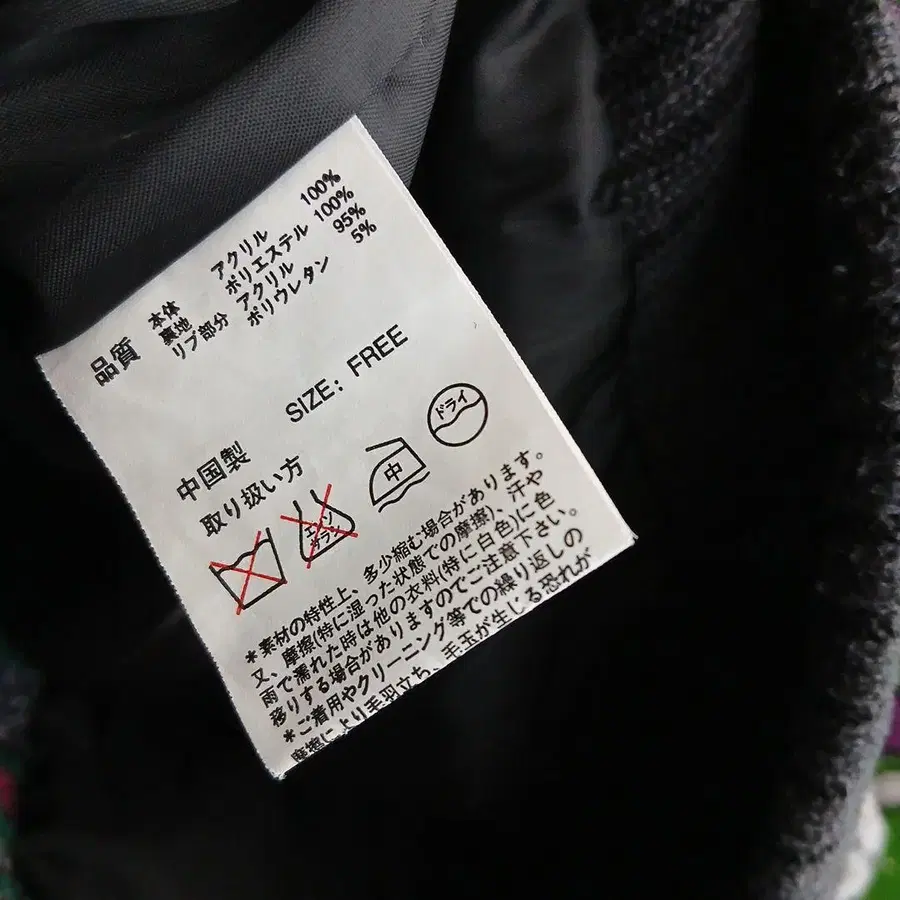 品質 本体 アクリル 100%
裏地 ポリエステル 100%
リブ部分 アクリル 95%
ポリウレタン 5%
SIZE: FREE
中国製
取り扱い方
エンソ サラシ 中 ドライ
*素材の特性上、多少縮む場合があります。
又、摩擦(特に湿った状態での摩擦)、汗や
雨で濡れた時は他の衣料(特に白色)に色
移りする場合がありますのでご注意下さい。
*ご着用やクリーニング等での繰り返しの
摩擦により毛羽立ち、毛玉が生じる恐れが